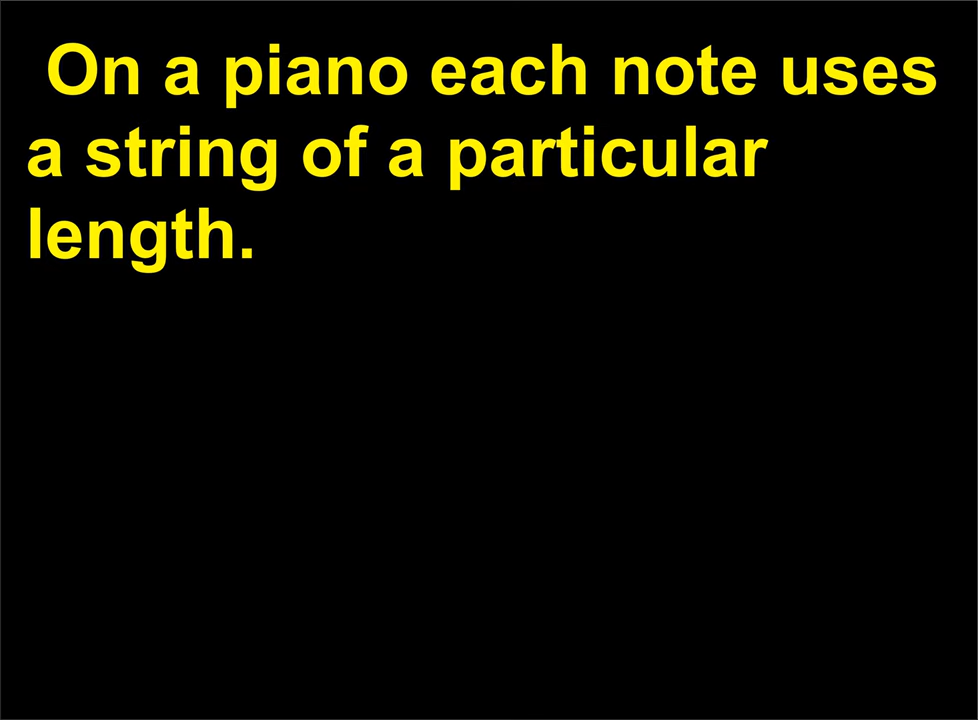 On a piano each note uses
a string of a particular
length.